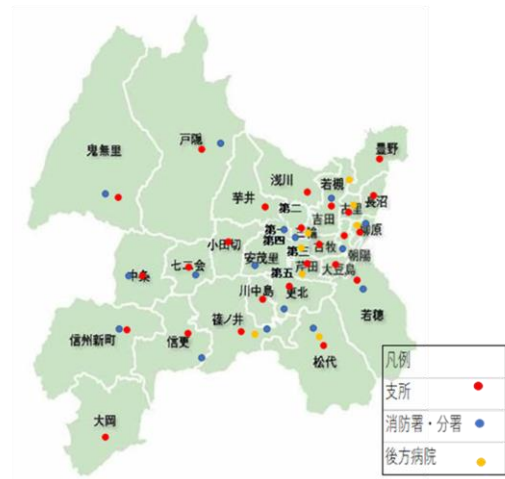 豊野
戸隠
鬼無里
浅川
若槻
長沼
芋井
第二
古里
吉田
第一
三輪
柳原
小田切
第四
古牧
安茂里
第三
朝陽
七二会
第五
芹田
大豆島
中条
川中島
更北
若穂
信州新町
信更
篠ノ井
松代
大岡
凡例
支所
消防署・分署
後方病院